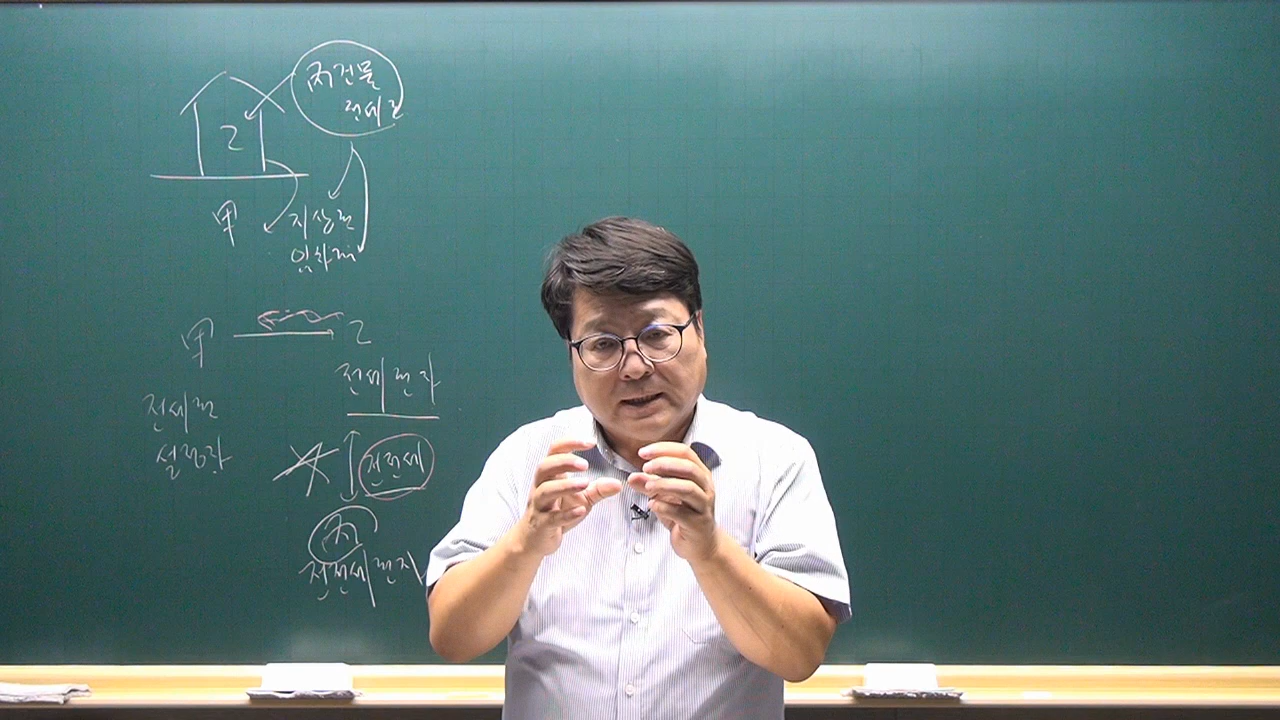 丙건물
전세권
乙
甲
지상권
임차권
甲 乙
전세권자
전세권
설정자
전전세
丙
전전세권자